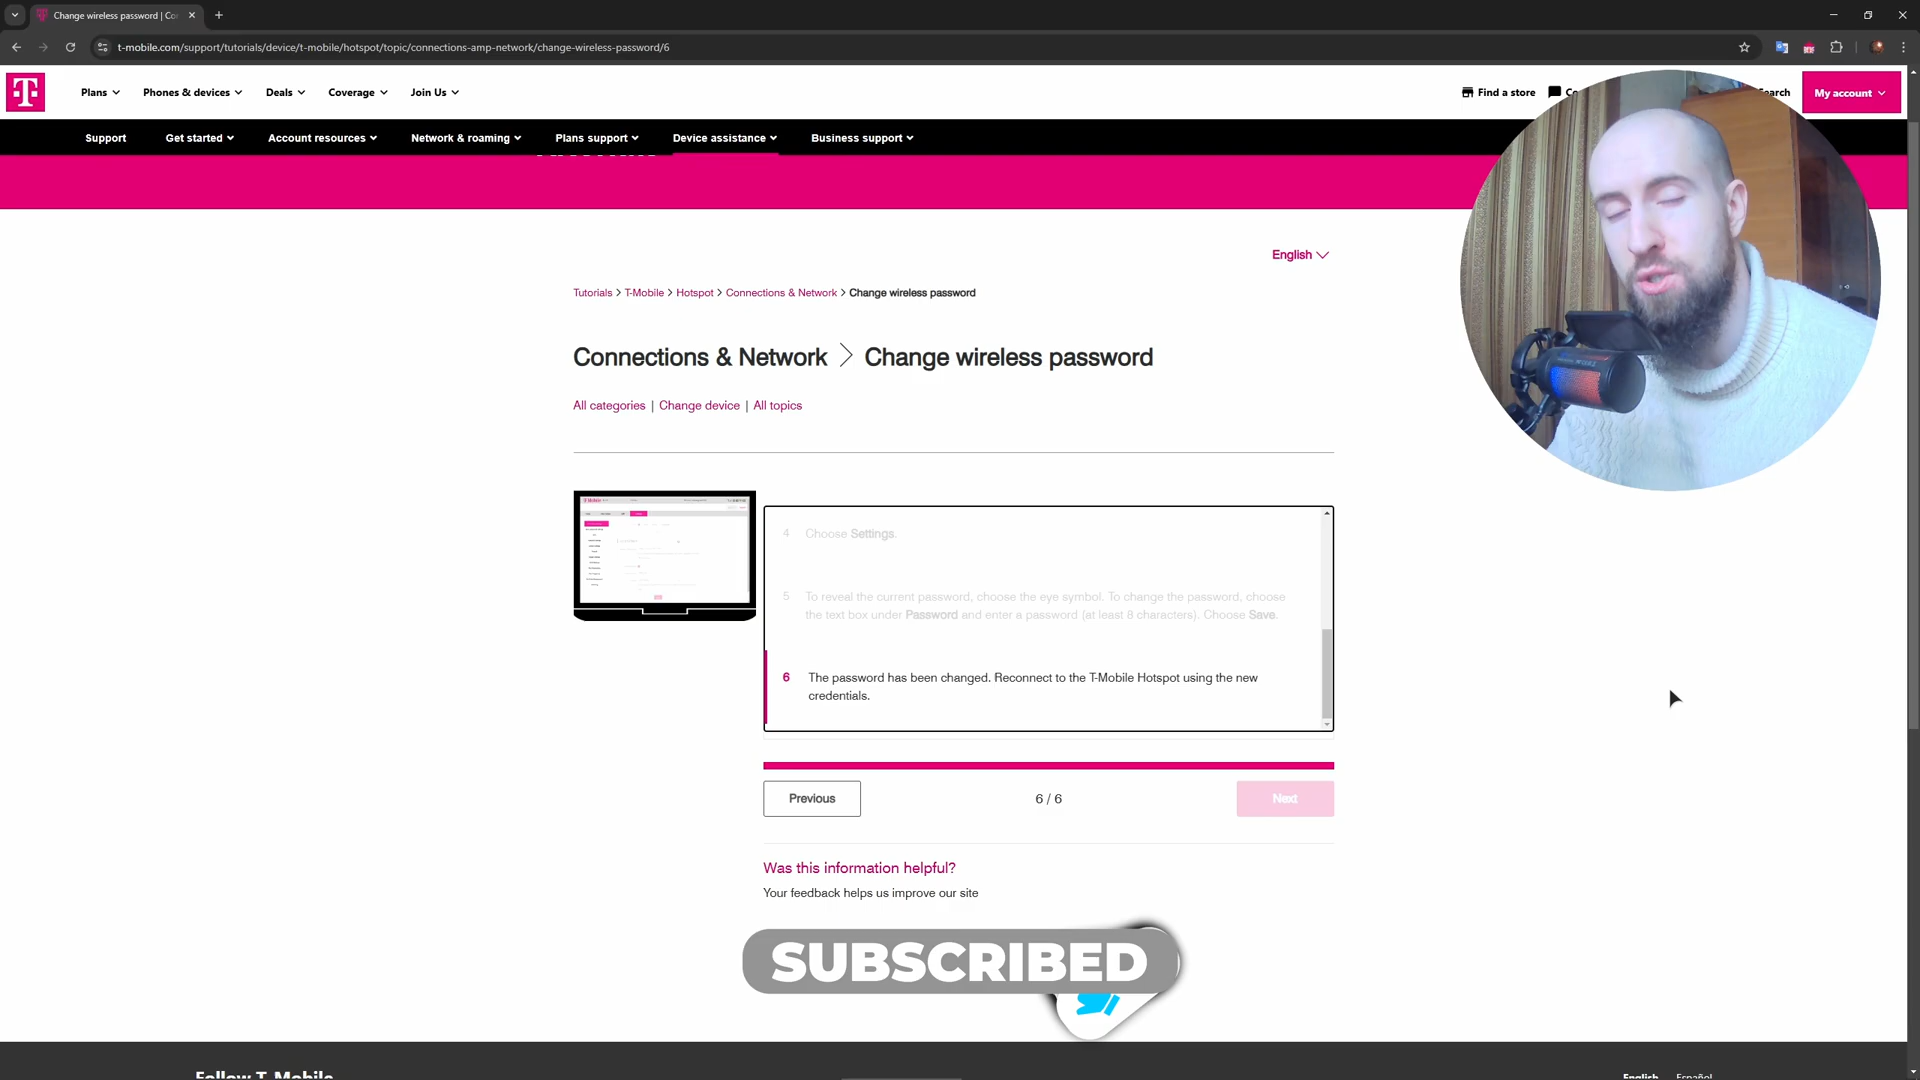 Change wireless password | Co
t-mobile.com/support/tutorials/device/t-mobile/hotspot/topic/connections-amp-network/change-wireless-password/6
T
Plans
Phones & devices
Deals
Coverage
Join Us
Find a store
Search
My account
Support
Get started
Account resources
Network & roaming
Plans support
Device assistance
Business support
English
Tutorials > T-Mobile > Hotspot > Connections & Network > Change wireless password
Connections & Network > Change wireless password
All categories | Change device | All topics
4 Choose Settings.
5 To reveal the current password, choose the eye symbol. To change the password, choose
the text box under Password and enter a password (at least 8 characters). Choose Save.
6 The password has been changed. Reconnect to the T-Mobile Hotspot using the new
credentials.
Previous
6 / 6
Next
Was this information helpful?
Your feedback helps us improve our site
SUBSCRIBED
Follow T-Mobile
English
Español